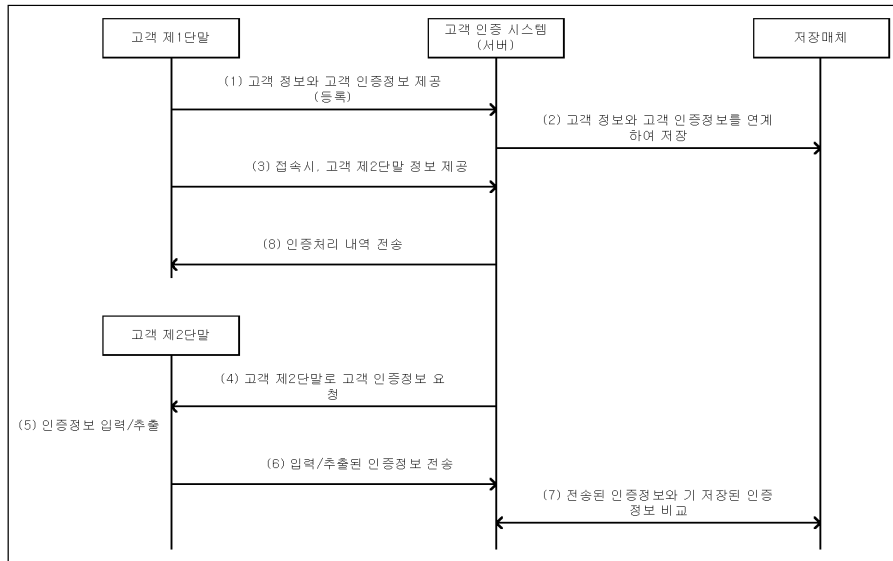 고객 제1단말
고객 인증 시스템
(서버)
저장매체
(1) 고객 정보와 고객 인증정보 제공
(등록)
(2) 고객 정보와 고객 인증정보를 연계
하여 저장
(3) 접속시, 고객 제2단말 정보 제공
(8) 인증처리 내역 전송
고객 제2단말
(4) 고객 제2단말로 고객 인증정보 요
청
(5) 인증정보 입력/추출
(6) 입력/추출된 인증정보 전송
(7) 전송된 인증정보와 기 저장된 인증
정보 비교